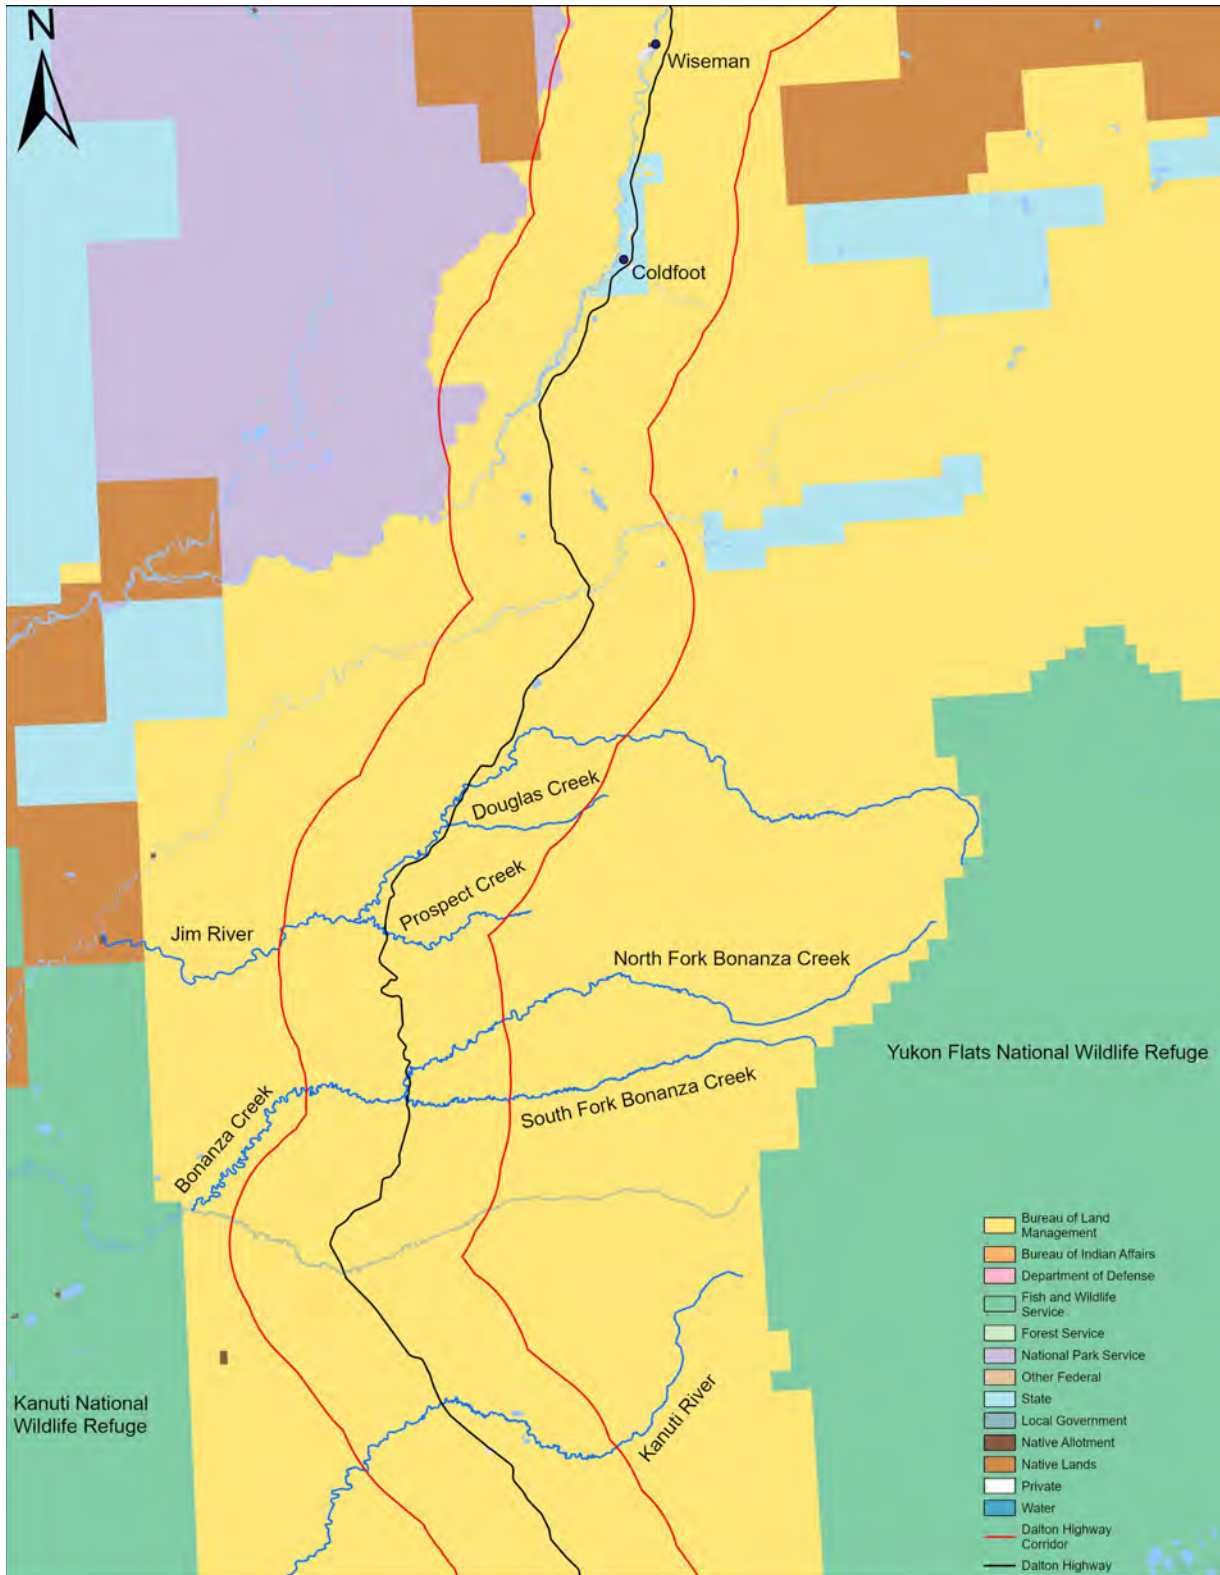 N
Wiseman
Coldfoot
Douglas Creek
Prospect Creek
Jim River
North Fork Bonanza Creek
Yukon Flats National Wildlife Refuge
South Fork Bonanza Creek
Bonanza Creek
Kanuti River
Kanuti National
Wildlife Refuge
Bureau of Land
Management
Bureau of Indian Affairs
Department of Defense
Fish and Wildlife
Service
Forest Service
National Park Service
Other Federal
State
Local Government
Native Allotment
Native Lands
Private
Water
Dalton Highway
Corridor
Dalton Highway